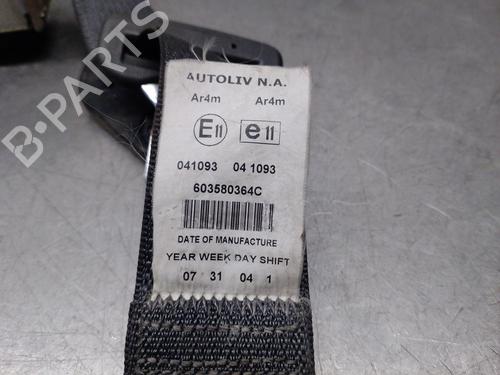 AUTOLIV N.A.
Ar4m Ar4m
E11 e11
041093 04 1093
603580364C
DATE OF MANUFACTURE
YEAR WEEK DAY SHIFT
07 31 04 1
B-PARTS